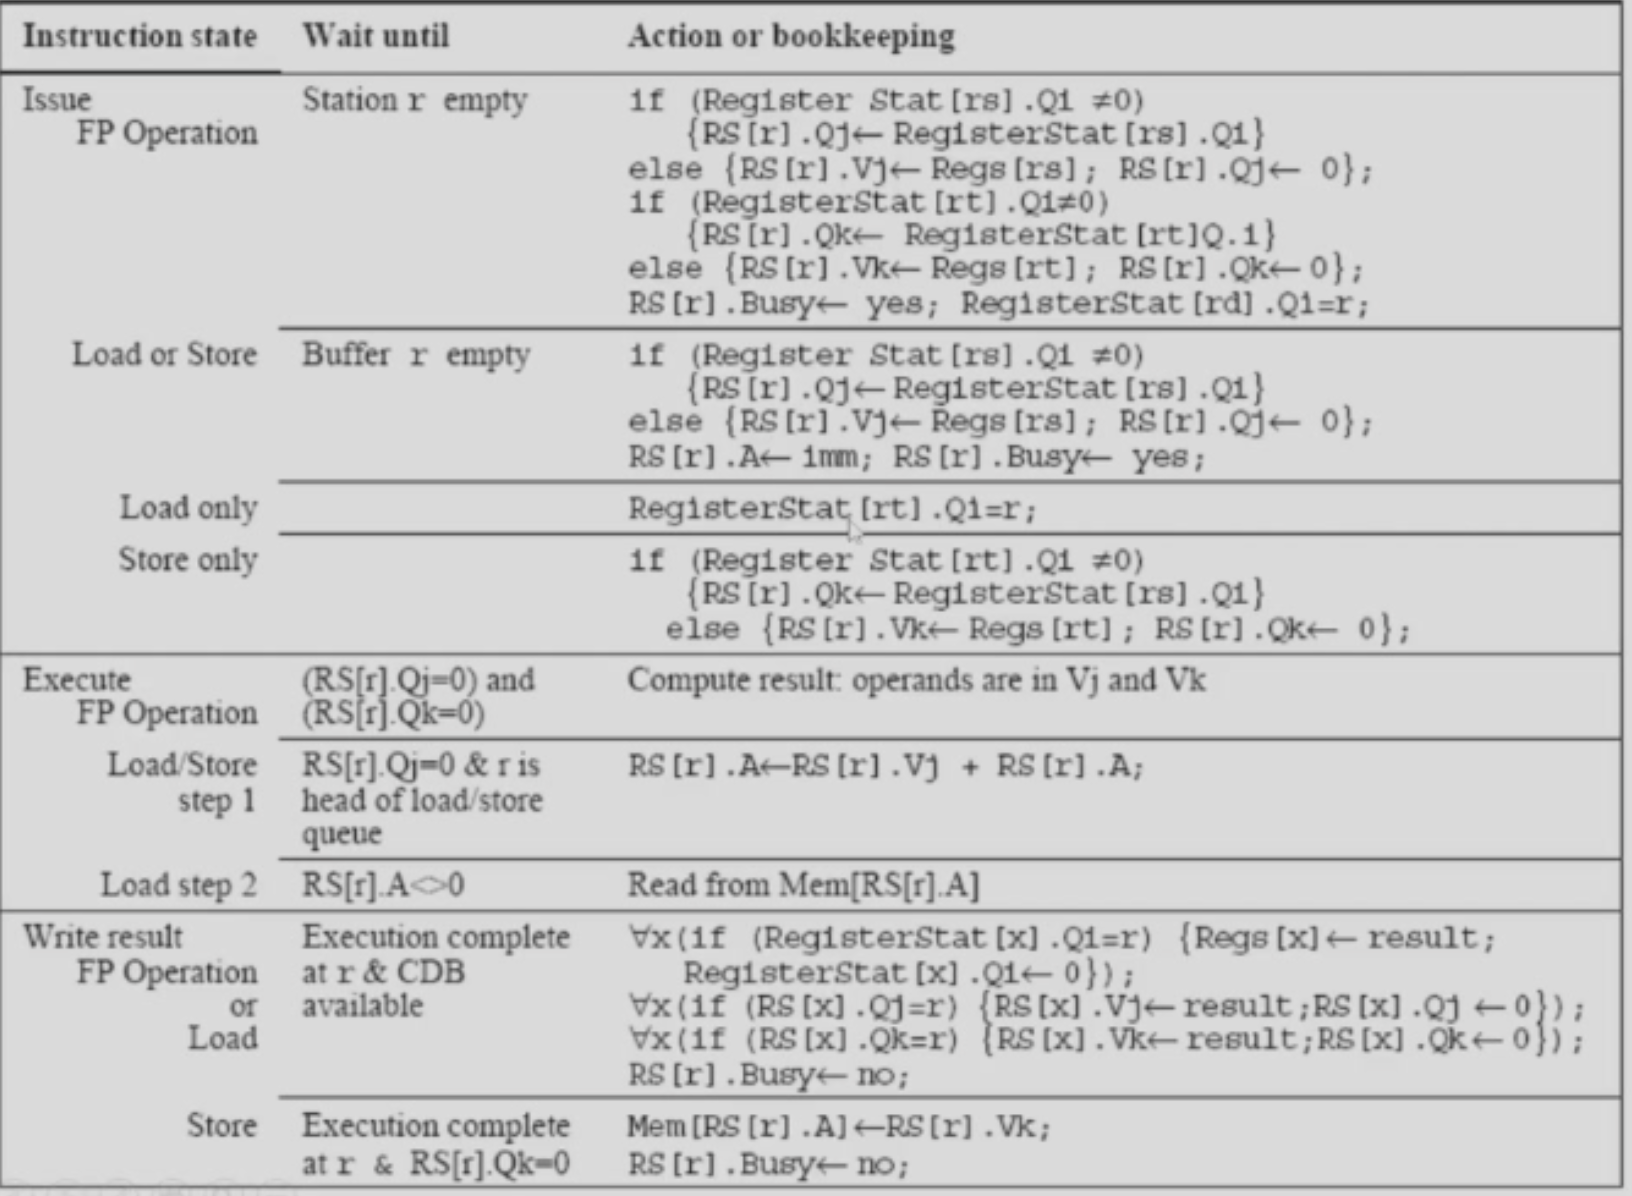 Instruction state Wait until Action or bookkeeping
Issue Station r empty if (Register Stat[rs].Qi ≠0)
FP Operation {RS[r].Qj← RegisterStat[rs].Qi}
else {RS[r].Vj← Regs[rs]; RS[r].Qj← 0};
if (RegisterStat[rt].Qi≠0)
{RS[r].Qk← RegisterStat[rt]Q.i}
else {RS[r].Vk← Regs[rt]; RS[r].Qk← 0};
RS[r].Busy← yes; RegisterStat[rd].Qi=r;
Load or Store Buffer r empty if (Register Stat[rs].Qi ≠0)
{RS[r].Qj← RegisterStat[rs].Qi}
else {RS[r].Vj← Regs[rs]; RS[r].Qj← 0};
RS[r].A← imm; RS[r].Busy← yes;
Load only RegisterStat[rt].Qi=r;
Store only if (Register Stat[rt].Qi ≠0)
{RS[r].Qk← RegisterStat[rs].Qi}
else {RS[r].Vk← Regs[rt]; RS[r].Qk← 0};
Execute (RS[r].Qj=0) and Compute result: operands are in Vj and Vk
FP Operation (RS[r].Qk=0)
Load/Store RS[r].Qj=0 & r is RS[r].A←RS[r].Vj + RS[r].A;
step 1 head of load/store
queue
Load step 2 RS[r].A<>0 Read from Mem[RS[r].A]
Write result Execution complete ∀x(if (RegisterStat[x].Qi=r) {Regs[x]← result;
FP Operation at r & CDB RegisterStat[x].Qi← 0});
or available ∀x(if (RS[x].Qj=r) {RS[x].Vj← result;RS[x].Qj ← 0});
Load ∀x(if (RS[x].Qk=r) {RS[x].Vk← result;RS[x].Qk← 0});
RS[r].Busy← no;
Store Execution complete Mem[RS[r].A]←RS[r].Vk;
at r & RS[r].Qk=0 RS[r].Busy← no;